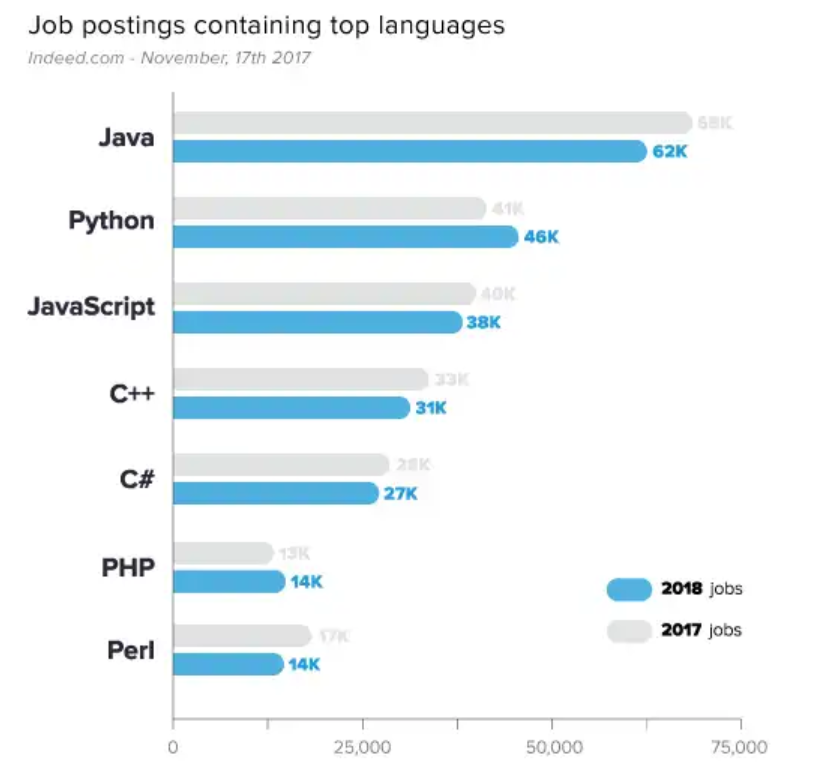 Job postings containing top languages
Indeed.com - November, 17th 2017
Java
68K
62K
Python
41K
46K
JavaScript
40K
38K
C++
33K
31K
C#
28K
27K
PHP
13K
14K
Perl
17K
14K
2018 jobs
2017 jobs
0
25,000
50,000
75,000